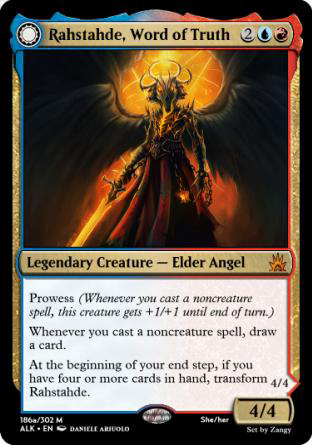 Rahstahde, Word of Truth 2
Legendary Creature — Elder Angel
Prowess (Whenever you cast a noncreature
spell, this creature gets +1/+1 until end of turn.)
Whenever you cast a noncreature spell, draw
a card.
At the beginning of your end step, if you
have four or more cards in hand, transform
Rahstahde.
4/4
4/4
186a/302 M
ALK • EN DANIELE ARIUOLO
She/her
Set by Zangy